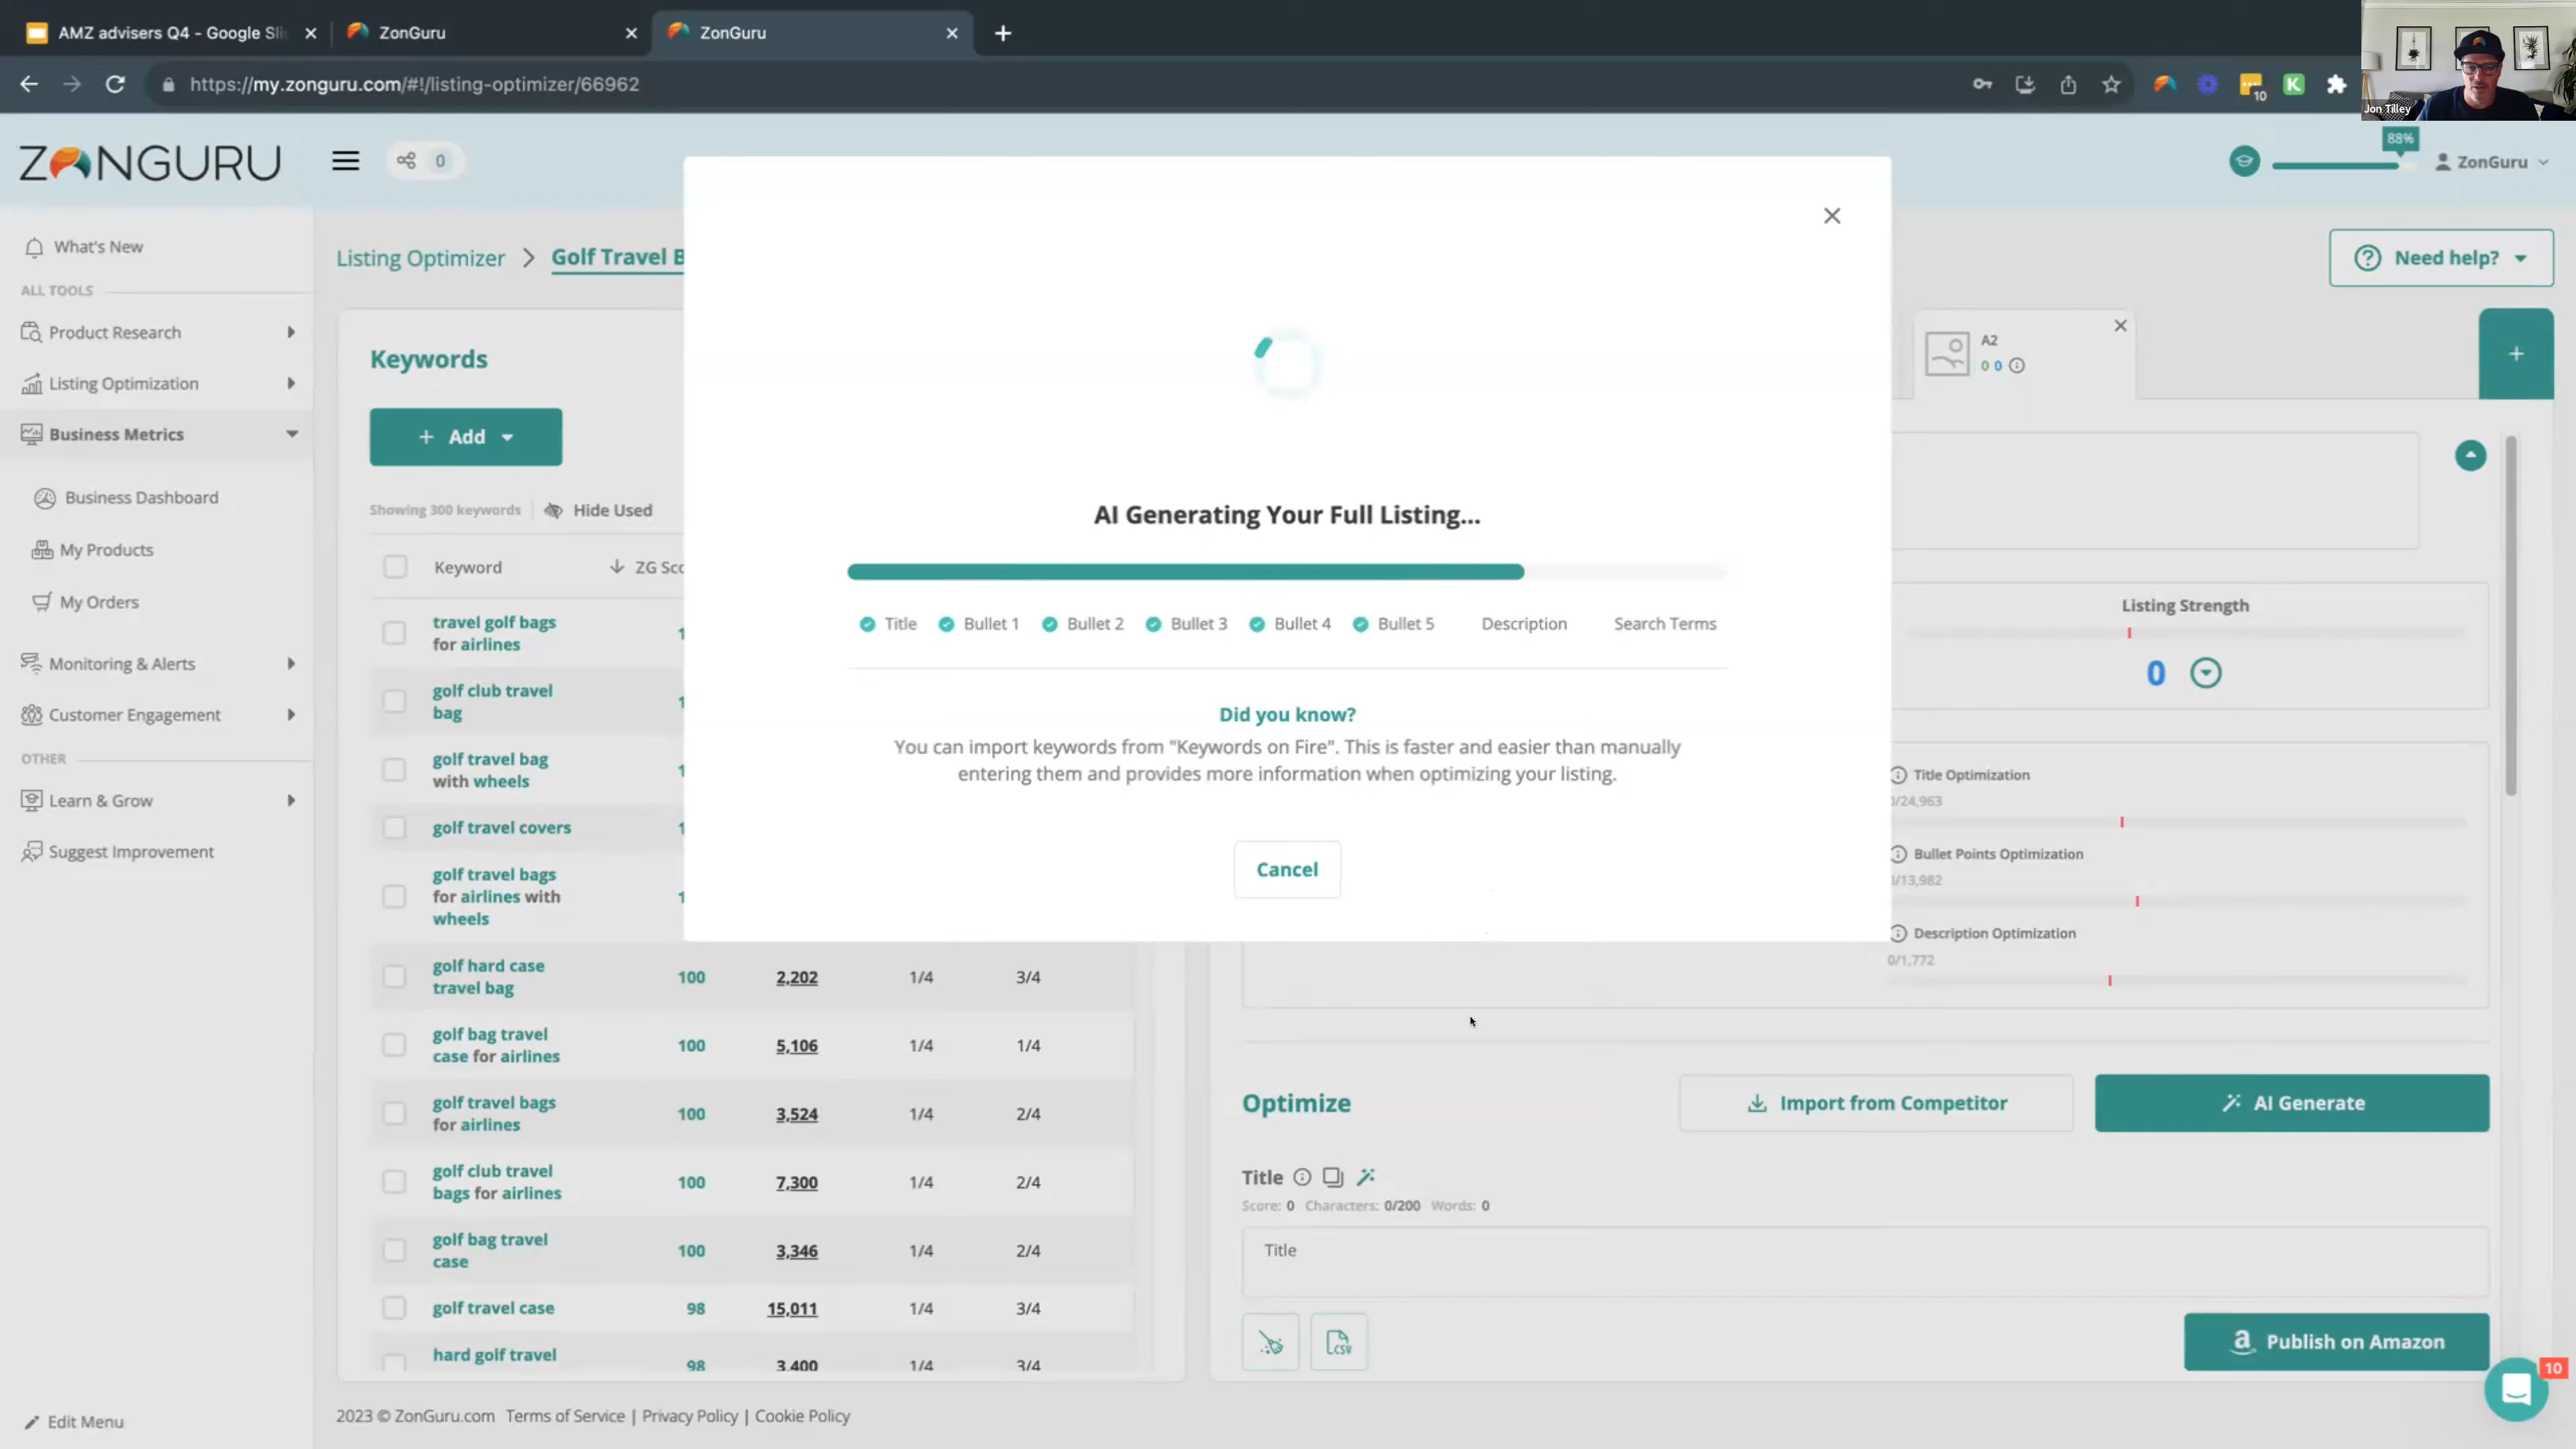 AMZ advisers Q4 - Google Sli
ZonGuru
ZonGuru
https://my.zonguru.com/#!/listing-optimizer/66962
10
Jon Tilley
ZONGURU
0
88%
ZonGuru
What's New
ALL TOOLS
Product Research
Listing Optimization
Business Metrics
Business Dashboard
My Products
My Orders
Monitoring & Alerts
Customer Engagement
OTHER
Learn & Grow
Suggest Improvement
Edit Menu
Listing Optimizer > Golf Travel B
Need help?
Keywords
+ Add
Showing 300 keywords
Hide Used
Keyword
ZG Sco
travel golf bags
for airlines
golf club travel
bag
golf travel bag
with wheels
golf travel covers
golf travel bags
for airlines with
wheels
golf hard case
travel bag
100 2,202 1/4 3/4
golf bag travel
case for airlines
100 5,106 1/4 1/4
golf travel bags
for airlines
100 3,524 1/4 2/4
golf club travel
bags for airlines
100 7,300 1/4 2/4
golf bag travel
case
100 3,346 1/4 2/4
golf travel case 98 15,011 1/4 3/4
hard golf travel
98 3,400 1/4 3/4
AI Generating Your Full Listing...
Title Bullet 1 Bullet 2 Bullet 3 Bullet 4 Bullet 5 Description Search Terms
Did you know?
You can import keywords from "Keywords on Fire". This is faster and easier than manually
entering them and provides more information when optimizing your listing.
Cancel
A2
0 0
+
Listing Strength
0
Title Optimization
0/24,963
Bullet Points Optimization
0/13,982
Description Optimization
0/1,772
Optimize
Import from Competitor
AI Generate
Title
Score: 0 Characters: 0/200 Words: 0
Title
CSV
Publish on Amazon
10
2023 © ZonGuru.com Terms of Service | Privacy Policy | Cookie Policy